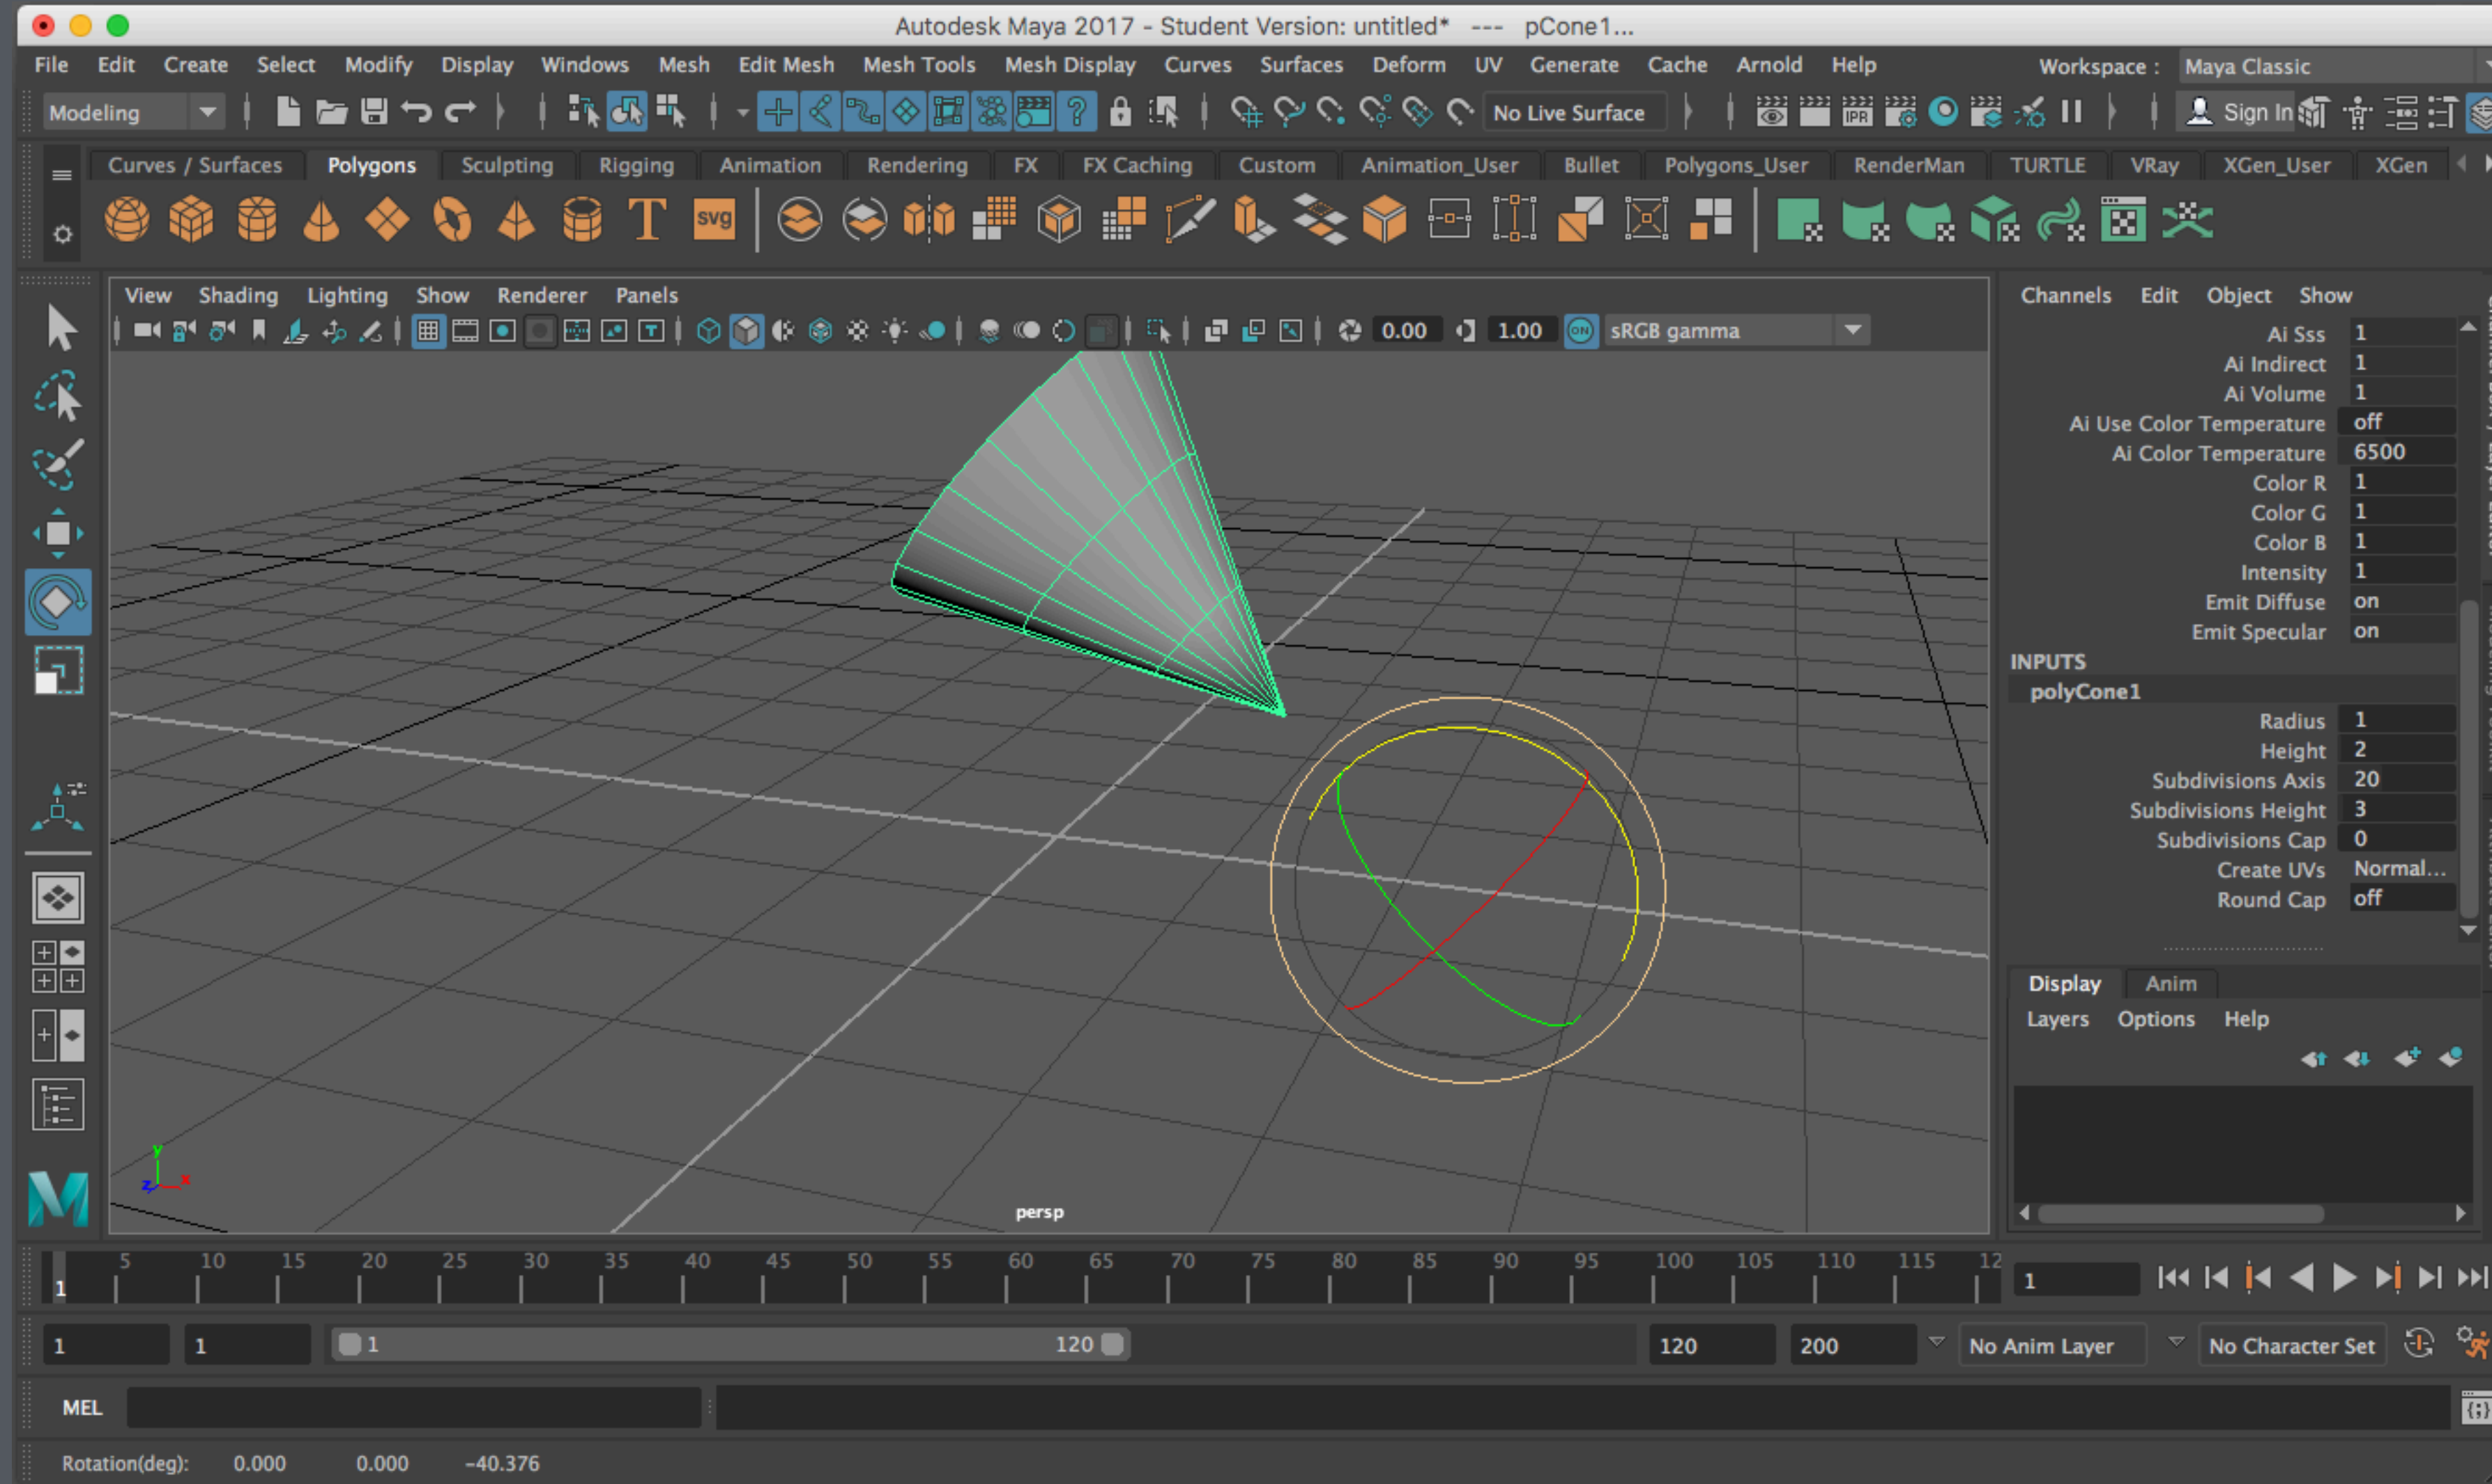 Autodesk Maya 2017 - Student Version: untitled* --- pCone1...
File Edit Create Select Modify Display Windows Mesh Edit Mesh Mesh Tools Mesh Display Curves Surfaces Deform UV Generate Cache Arnold Help Workspace : Maya Classic
Modeling No Live Surface IPR Sign In
Curves / Surfaces Polygons Sculpting Rigging Animation Rendering FX FX Caching Custom Animation_User Bullet Polygons_User RenderMan TURTLE VRay XGen_User XGen
T svg
View Shading Lighting Show Renderer Panels
0.00 1.00 ON sRGB gamma
Channels Edit Object Show
Ai Sss 1
Ai Indirect 1
Ai Volume 1
Ai Use Color Temperature off
Ai Color Temperature 6500
Color R 1
Color G 1
Color B 1
Intensity 1
Emit Diffuse on
Emit Specular on
INPUTS
polyCone1
Radius 1
Height 2
Subdivisions Axis 20
Subdivisions Height 3
Subdivisions Cap 0
Create UVs Normal...
Round Cap off
Display Anim
Layers Options Help
y
z x
persp
M
5 10 15 20 25 30 35 40 45 50 55 60 65 70 75 80 85 90 95 100 105 110 115 12
1 1
1 1 1 120 120 200 No Anim Layer No Character Set
MEL
Rotation(deg): 0.000 0.000 -40.376